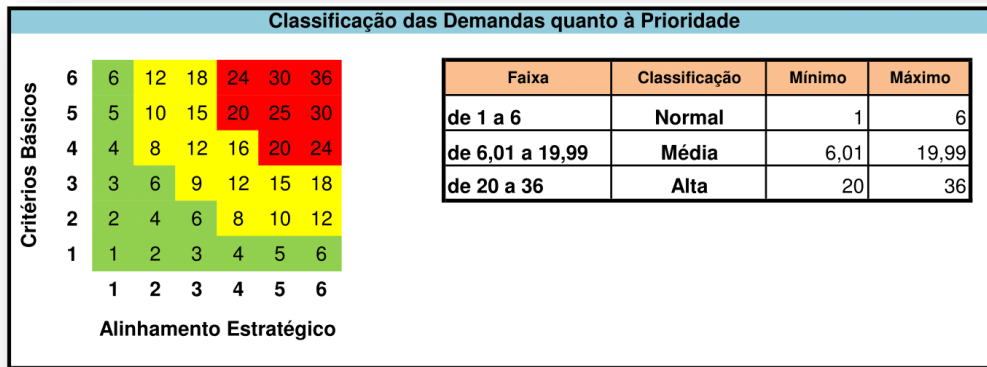 Classificação das Demandas quanto à Prioridade
Critérios Básicos
6 6 12 18 24 30 36
5 5 10 15 20 25 30
4 4 8 12 16 20 24
3 3 6 9 12 15 18
2 2 4 6 8 10 12
1 1 2 3 4 5 6
1 2 3 4 5 6
Alinhamento Estratégico
Faixa Classificação Mínimo Máximo
de 1 a 6 Normal 1 6
de 6,01 a 19,99 Média 6,01 19,99
de 20 a 36 Alta 20 36